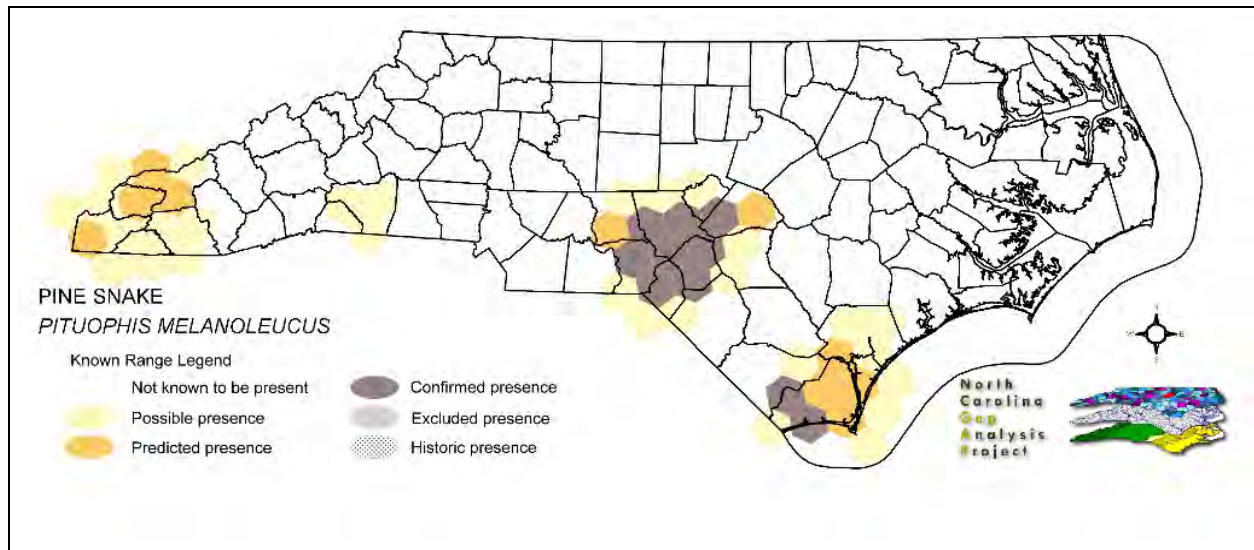 PINE SNAKE
PITUOPHIS MELANOLEUCUS
Known Range Legend
Not known to be present
Possible presence
Predicted presence
Confirmed presence
Excluded presence
Historic presence
N
W E
S
North
Carolina
Gap
Analysis
Project